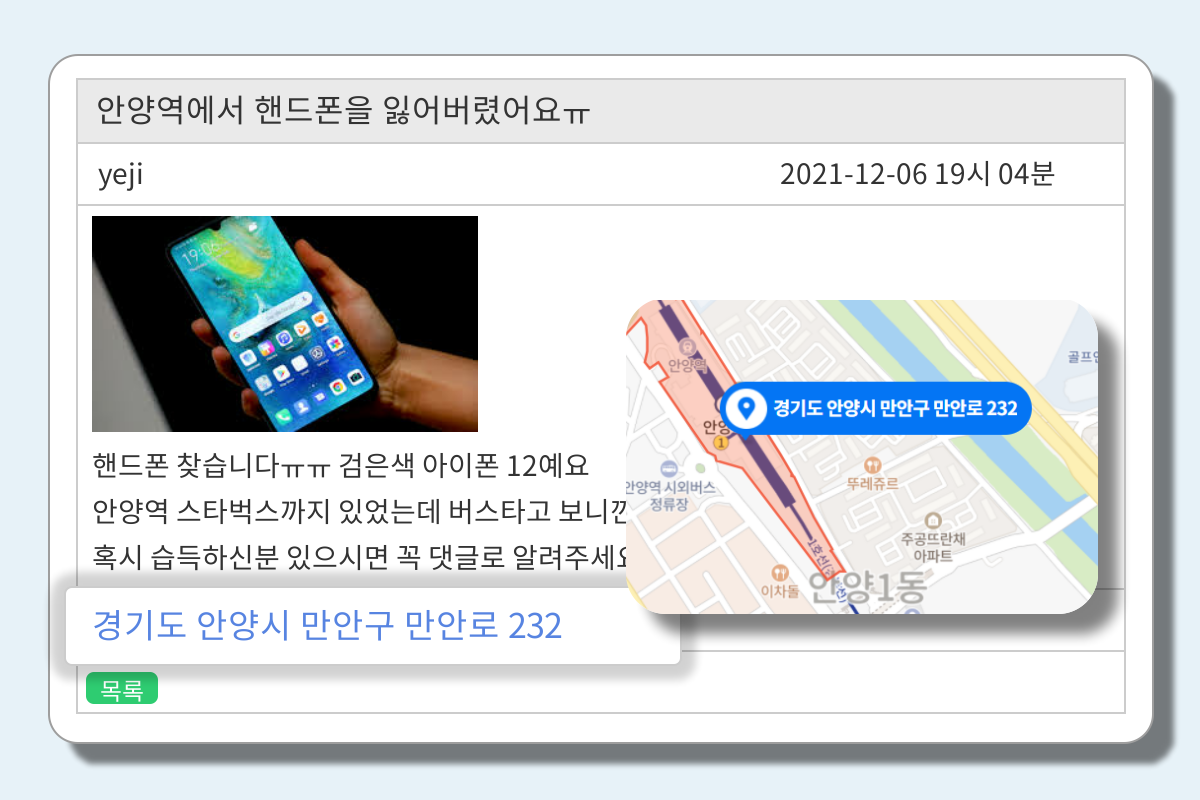 안양역에서 핸드폰을 잃어버렸어요ㅠ
yeji
2021-12-06 19시 04분
19:06
핸드폰 찾습니다ㅠㅠ 검은색 아이폰 12예요
안양역 스타벅스까지 있었는데 버스타고 보니깐
혹시 습득하신분 있으시면 꼭 댓글로 알려주세요
경기도 안양시 만안구 만안로 232
목록
안양역
골프연
경기도 안양시 만안구 만안로 232
안양
1
안양역 시외버스
정류장
뚜레쥬르
주공뜨란채
아파트
1호선
이차돌
안양1동